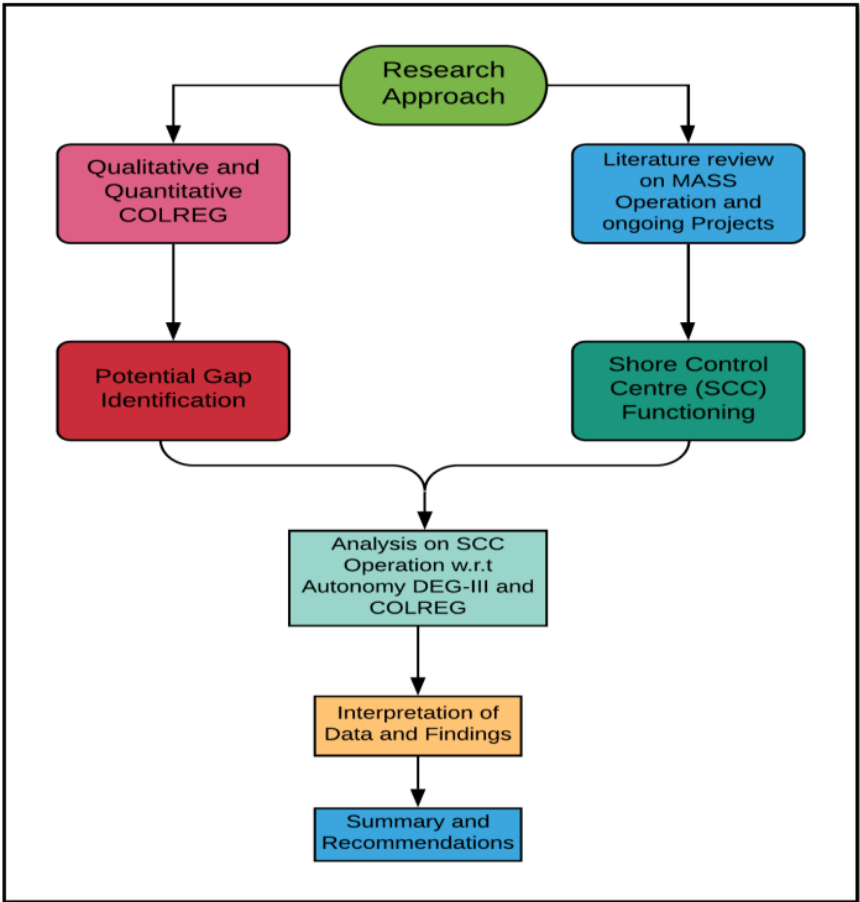 Research
Approach
Qualitative and
Quantitative
COLREG
Literature review
on MASS
Operation and
ongoing Projects
Potential Gap
Identification
Shore Control
Centre (SCC)
Functioning
Analysis on SCC
Operation w.r.t
Autonomy DEG-III and
COLREG
Interpretation of
Data and Findings
Summary and
Recommendations